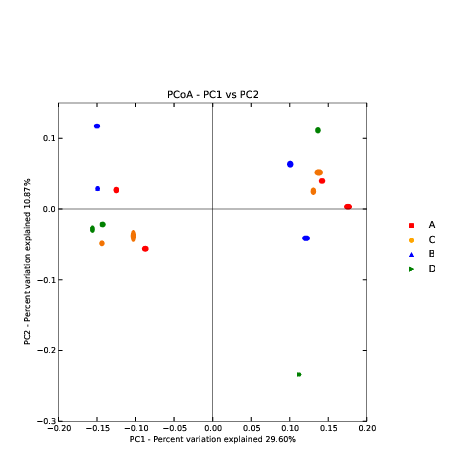 PCoA - PC1 vs PC2
PC2 - Percent variation explained 10.87%
0.1
0.0
−0.1
−0.2
−0.3
−0.20 −0.15 −0.10 −0.05 0.00 0.05 0.10 0.15 0.20
PC1 - Percent variation explained 29.60%
A
C
B
D